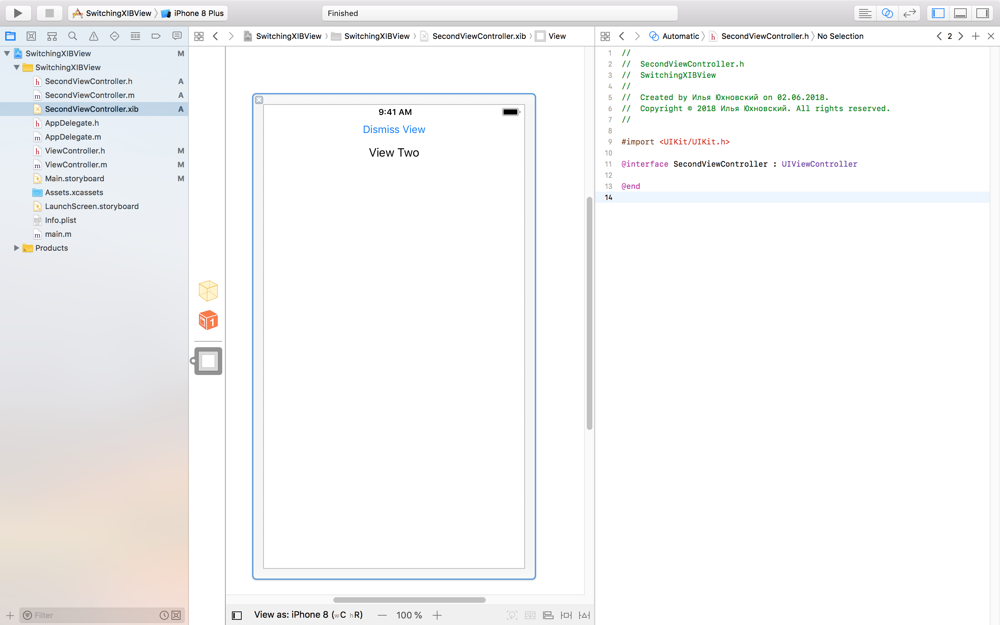 SwitchingXIBView iPhone 8 Plus
Finished
SwitchingXIBView M
SwitchingXIBView
SecondViewController.h A
SecondViewController.m A
SecondViewController.xib A
AppDelegate.h
AppDelegate.m
ViewController.h M
ViewController.m M
Main.storyboard M
Assets.xcassets
LaunchScreen.storyboard
Info.plist
main.m
Products
Filter
SwitchingXIBView SwitchingXIBView SecondViewController.xib View
9:41 AM
Dismiss View
View Two
1
View as: iPhone 8 (wC hR) — 100 % +
Automatic SecondViewController.h No Selection 2
1 //
2 //  SecondViewController.h
3 //  SwitchingXIBView
4 //
5 //  Created by Илья Юхновский on 02.06.2018.
6 //  Copyright © 2018 Илья Юхновский. All rights reserved.
7 //
8
9 #import <UIKit/UIKit.h>
10
11 @interface SecondViewController : UIViewController
12
13 @end
14